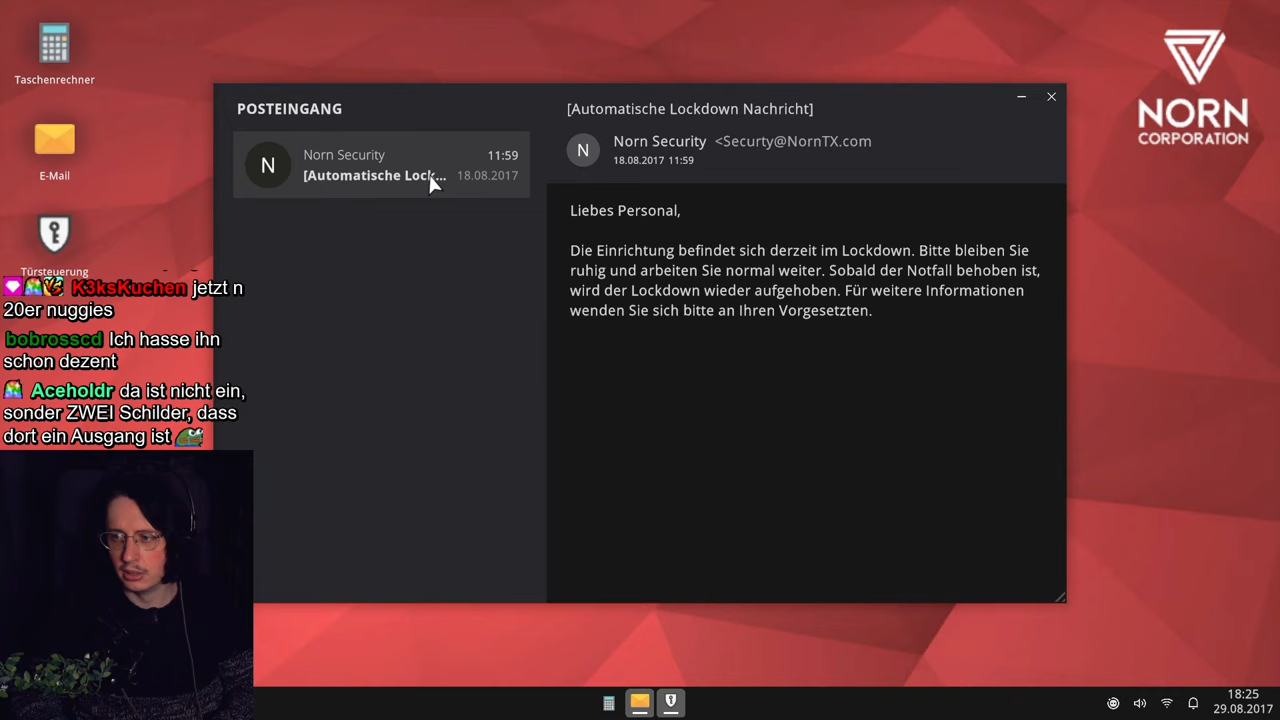 Taschenrechner
E-Mail
Türsteuerung
K3ksKuchen jetzt n
20er nuggies
bobrosscd Ich hasse ihn
schon dezent
Aceholdr da ist nicht ein,
sonder ZWEI Schilder, dass
dort ein Ausgang ist
POSTEINGANG
N
Norn Security 11:59
[Automatische Lock... 18.08.2017
[Automatische Lockdown Nachricht]
N
Norn Security <Securty@NornTX.com
18.08.2017 11:59
Liebes Personal,
Die Einrichtung befindet sich derzeit im Lockdown. Bitte bleiben Sie
ruhig und arbeiten Sie normal weiter. Sobald der Notfall behoben ist,
wird der Lockdown wieder aufgehoben. Für weitere Informationen
wenden Sie sich bitte an Ihren Vorgesetzten.
NORN
CORPORATION
18:25
29.08.2017